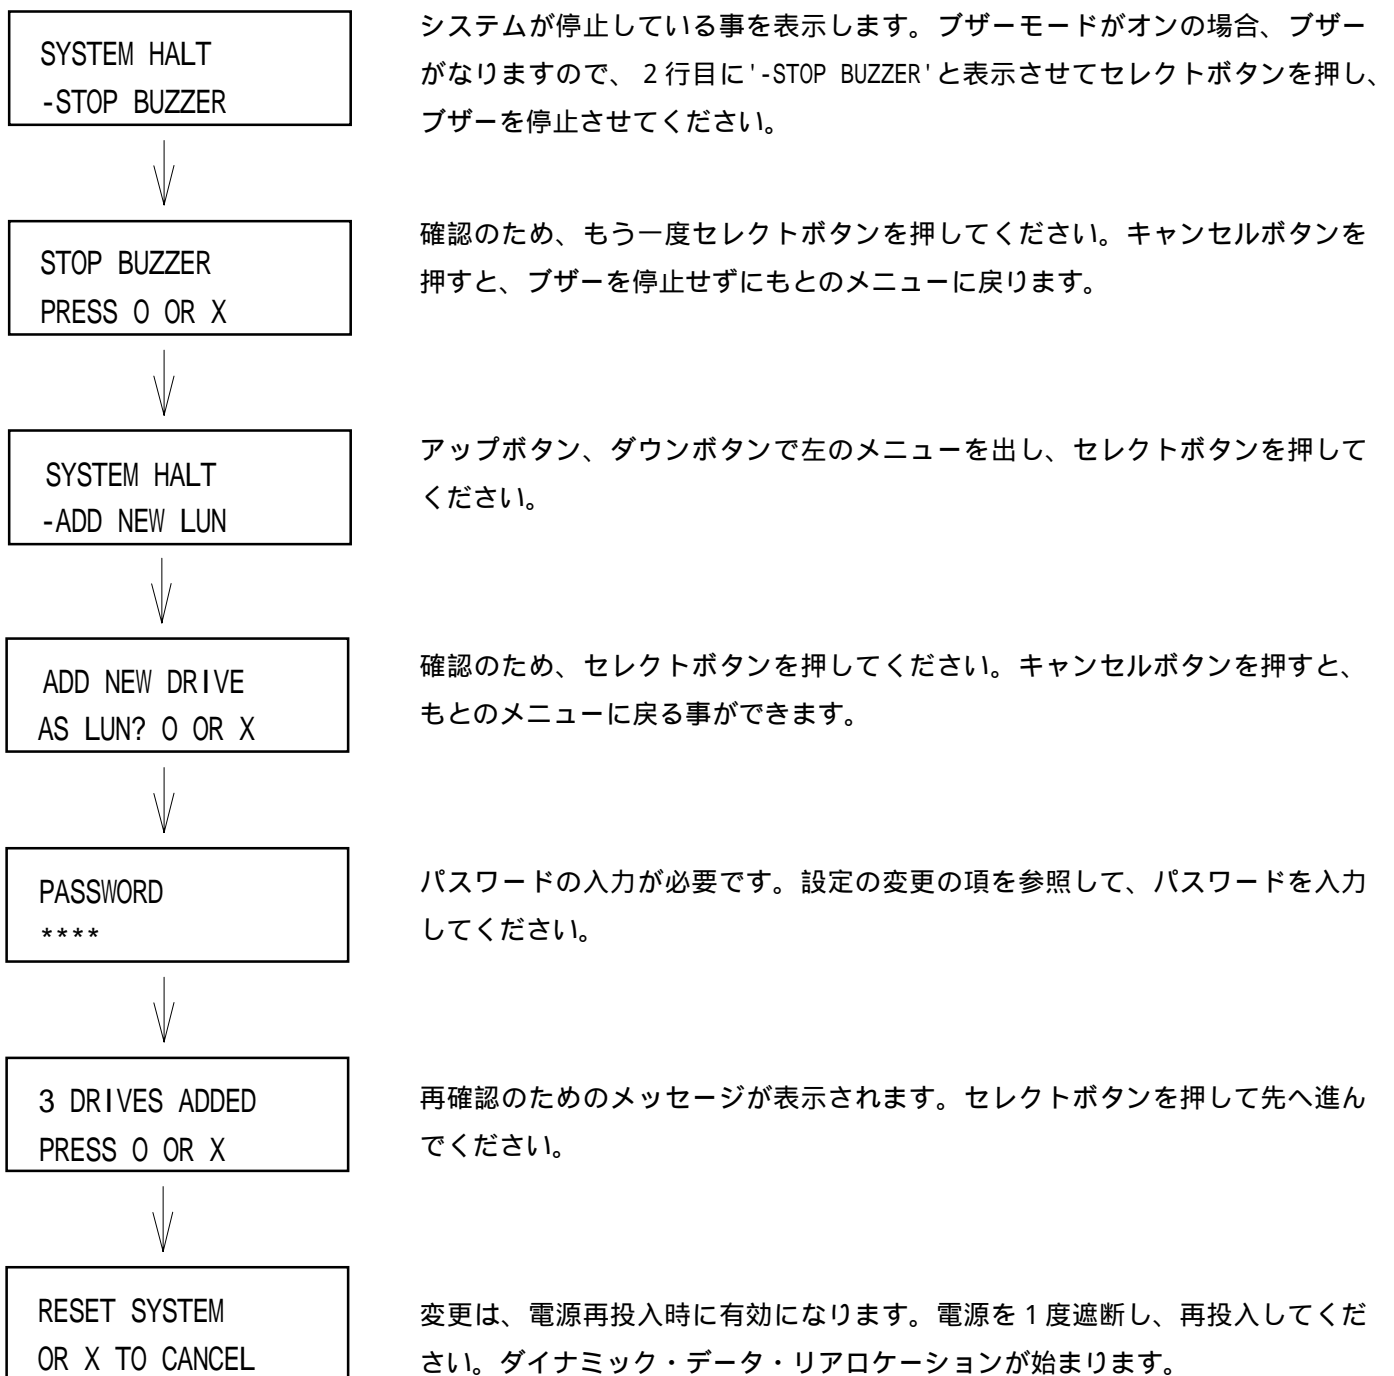 SYSTEM HALT
-STOP BUZZER
システムが停止している事を表示します。ブザーモードがオンの場合、ブザー
がなりますので、２行目に'-STOP BUZZER'と表示させてセレクトボタンを押し、
ブザーを停止させてください。
STOP BUZZER
PRESS O OR X
確認のため、もう一度セレクトボタンを押してください。キャンセルボタンを
押すと、ブザーを停止せずにもとのメニューに戻ります。
SYSTEM HALT
-ADD NEW LUN
アップボタン、ダウンボタンで左のメニューを出し、セレクトボタンを押して
ください。
ADD NEW DRIVE
AS LUN? O OR X
確認のため、セレクトボタンを押してください。キャンセルボタンを押すと、
もとのメニューに戻る事ができます。
PASSWORD
****
パスワードの入力が必要です。設定の変更の項を参照して、パスワードを入力
してください。
3 DRIVES ADDED
PRESS O OR X
再確認のためのメッセージが表示されます。セレクトボタンを押して先へ進ん
でください。
RESET SYSTEM
OR X TO CANCEL
変更は、電源再投入時に有効になります。電源を１度遮断し、再投入してくだ
さい。ダイナミック・データ・リアロケーションが始まります。